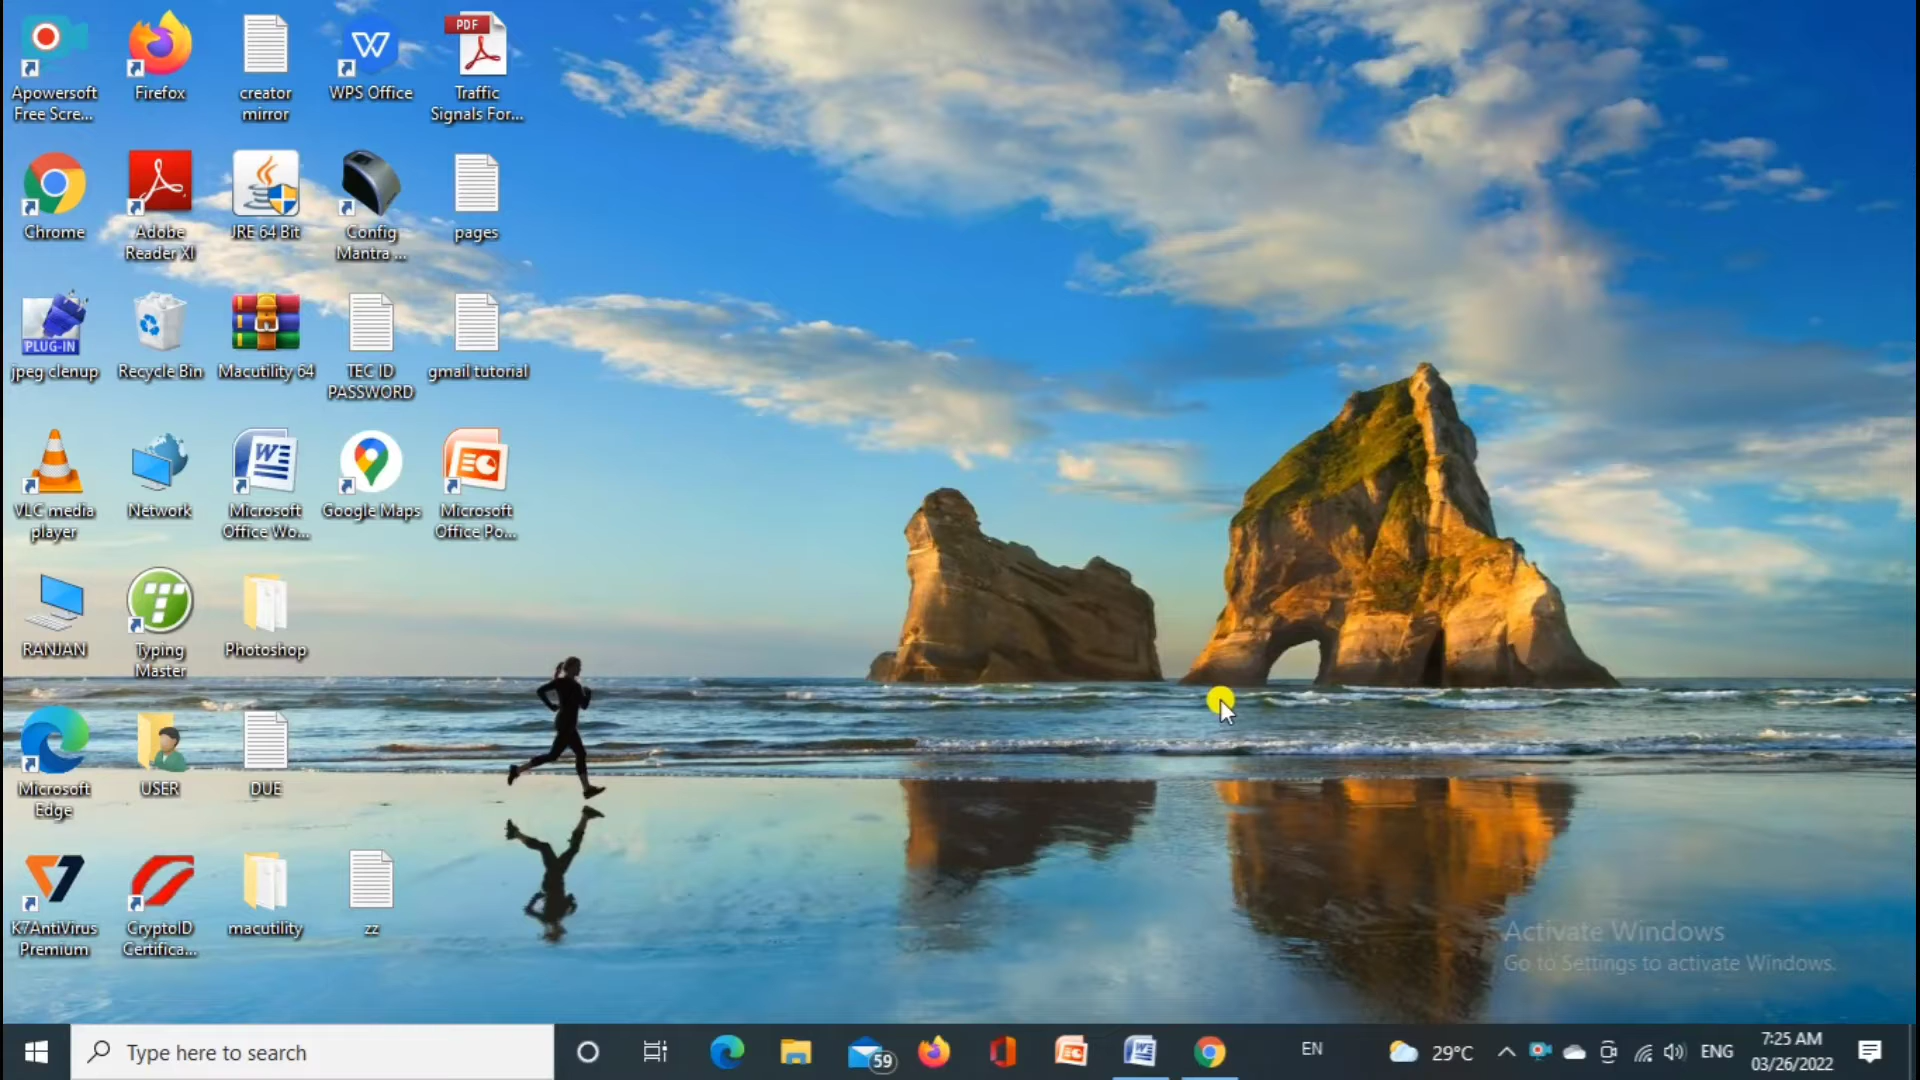 Apowersoft
Free Scre...
Firefox
creator
mirror
WPS Office
PDF
Traffic
Signals For...
Chrome
Adobe
Reader XI
JRE 64 Bit
Config
Mantra ...
pages
PLUG-IN
jpeg clenup
Recycle Bin
Macutility 64
TEC ID
PASSWORD
gmail tutorial
VLC media
player
Network
Microsoft
Office Wo...
Google Maps
Microsoft
Office Po...
RANJAN
Typing
Master
Photoshop
Microsoft
Edge
USER
DUE
K7AntiVirus
Premium
CryptoID
Certifica...
macutility
zz
Activate Windows
Go to Settings to activate Windows.
Type here to search
59
EN
29°C
ENG
7:25 AM
03/26/2022